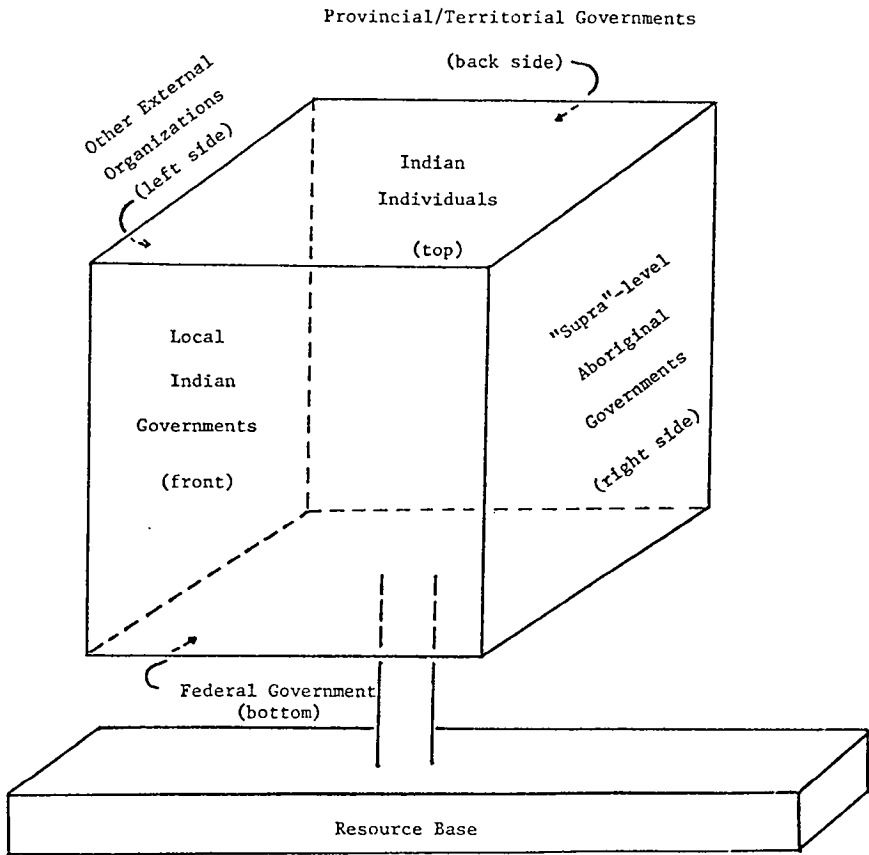 Provincial/Territorial Governments
(back side)
Other External
Organizations
(left side)
Indian
Individuals
(top)
Local
Indian
Governments
(front)
"Supra"-level
Aboriginal
Governments
(right side)
Federal Government
(bottom)
Resource Base